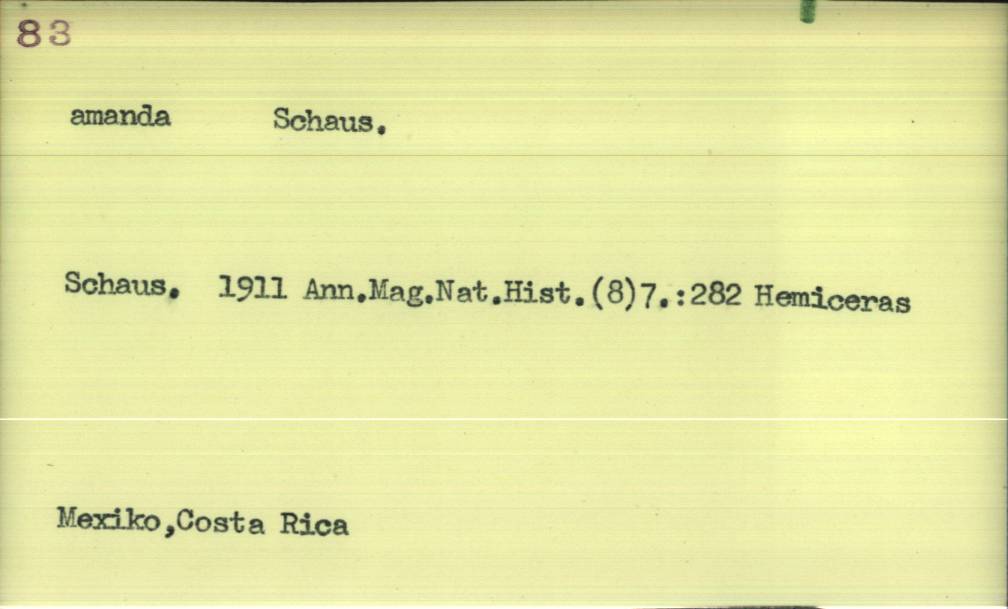 83
amanda Schaus.
Schaus. 1911 Ann.Mag.Nat.Hist.(8)7.:282 Hemiceras
Mexiko,Costa Rica